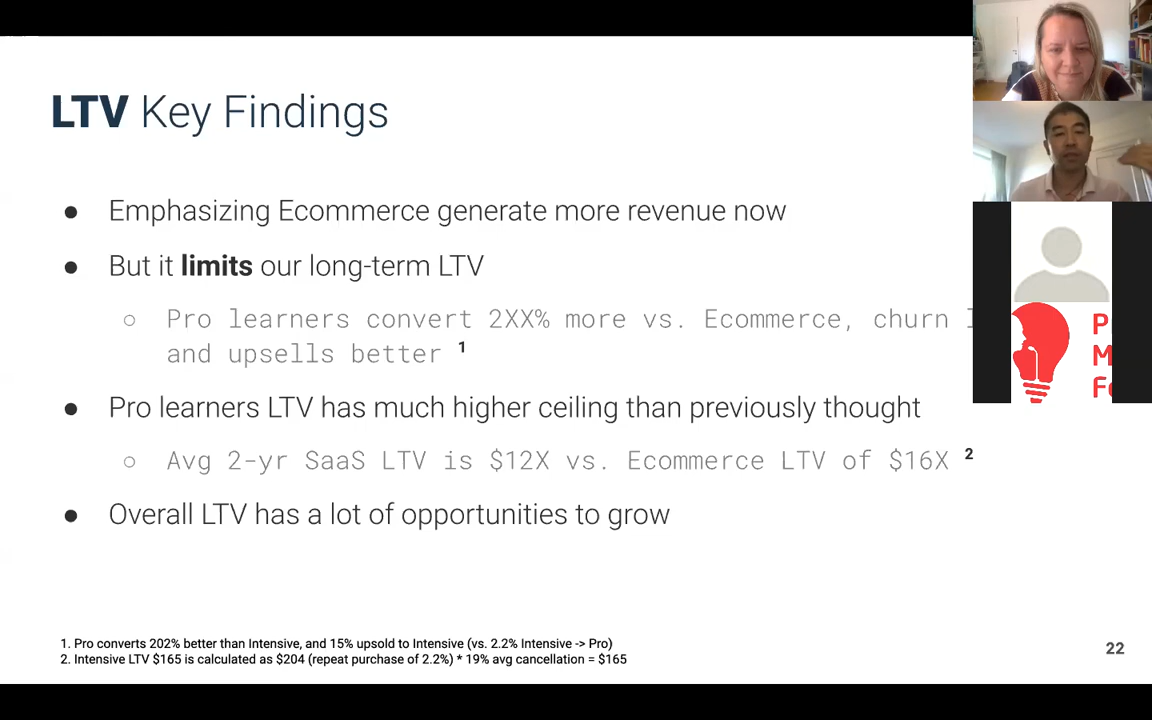 LTV Key Findings
● Emphasizing Ecommerce generate more revenue now
● But it limits our long-term LTV
○ Pro learners convert 2XX% more vs. Ecommerce, churn
and upsells better 1
● Pro learners LTV has much higher ceiling than previously thought
○ Avg 2-yr SaaS LTV is $12X vs. Ecommerce LTV of $16X 2
● Overall LTV has a lot of opportunities to grow
1. Pro converts 202% better than Intensive, and 15% upsold to Intensive (vs. 2.2% Intensive -> Pro)
2. Intensive LTV $165 is calculated as $204 (repeat purchase of 2.2%) * 19% avg cancellation = $165
22
P
M